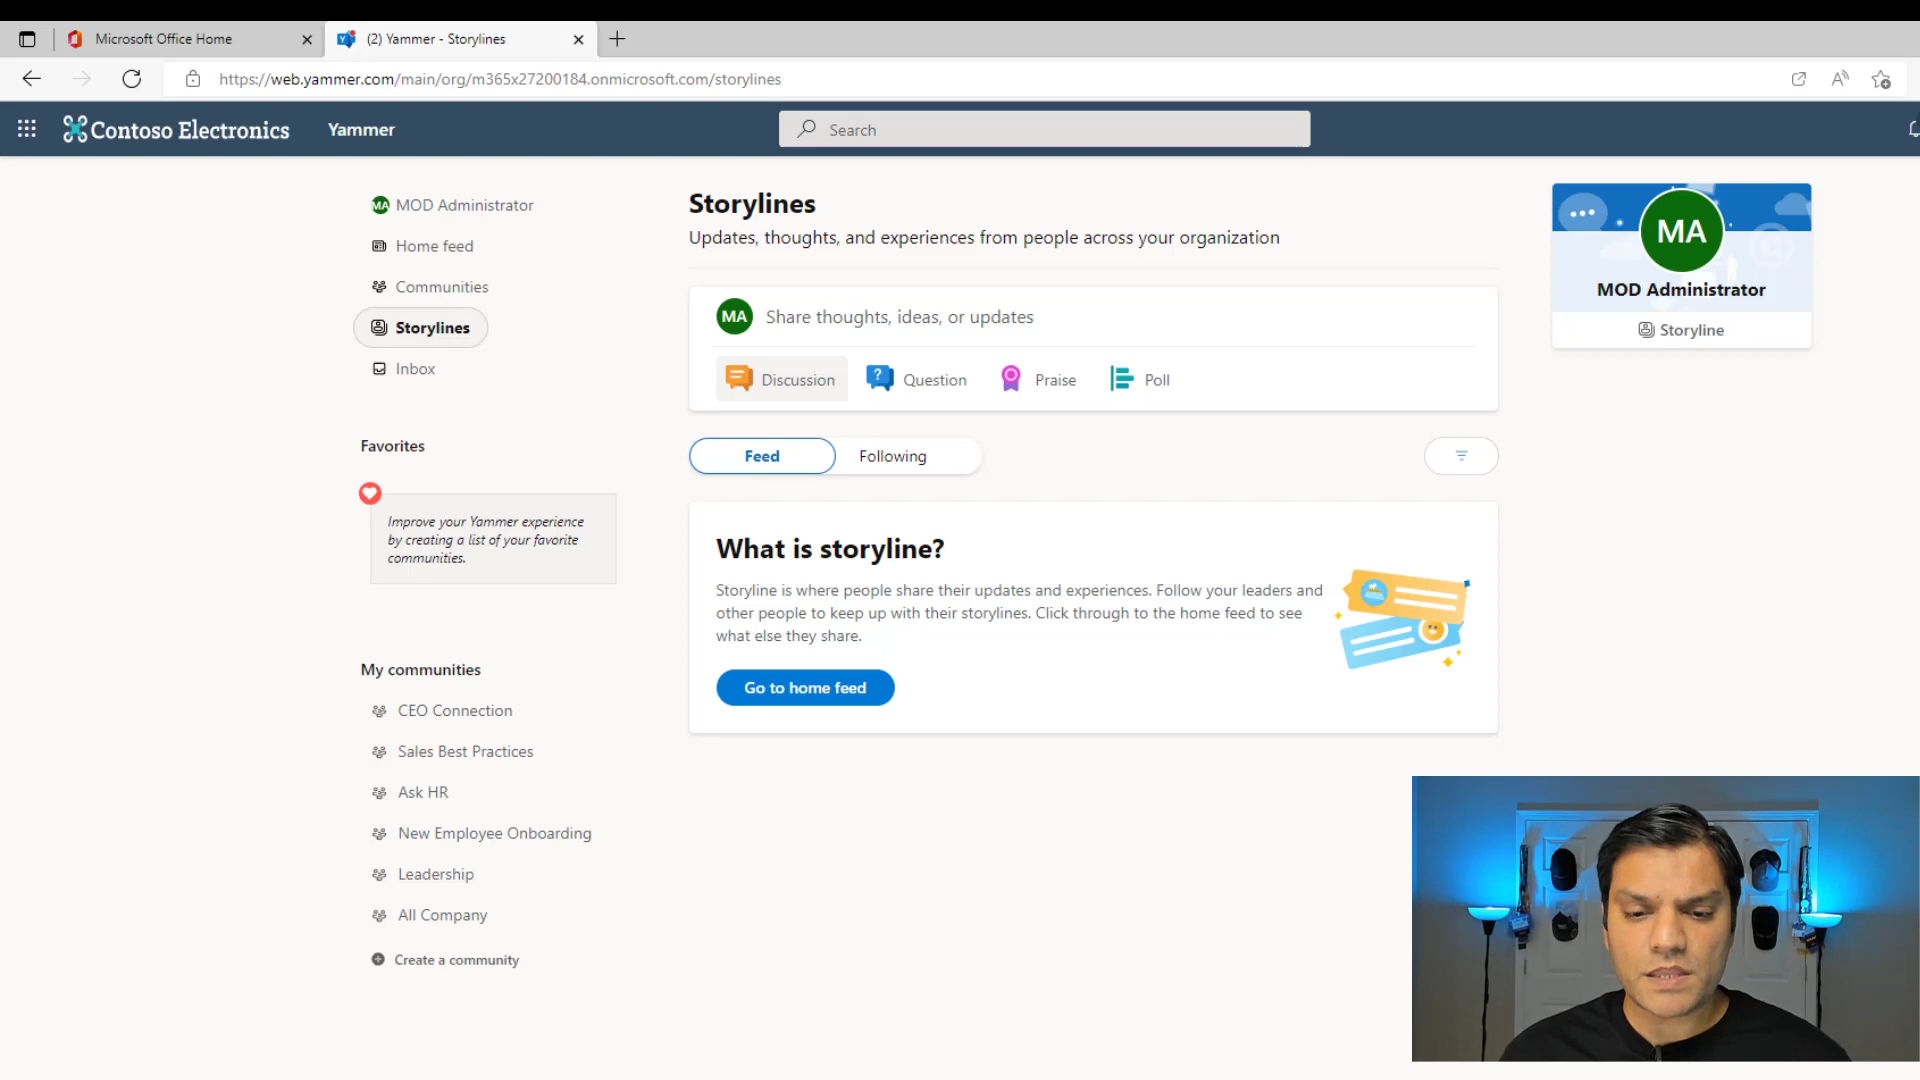 Microsoft Office Home
(2) Yammer - Storylines
https://web.yammer.com/main/org/m365x27200184.onmicrosoft.com/storylines
Contoso Electronics
Yammer
Search
MA MOD Administrator
Home feed
Communities
Storylines
Inbox
Favorites
Improve your Yammer experience
by creating a list of your favorite
communities.
My communities
CEO Connection
Sales Best Practices
Ask HR
New Employee Onboarding
Leadership
All Company
Create a community
Storylines
Updates, thoughts, and experiences from people across your organization
MA Share thoughts, ideas, or updates
Discussion
Question
Praise
Poll
Feed
Following
What is storyline?
Storyline is where people share their updates and experiences. Follow your leaders and
other people to keep up with their storylines. Click through to the home feed to see
what else they share.
Go to home feed
MA
MOD Administrator
Storyline